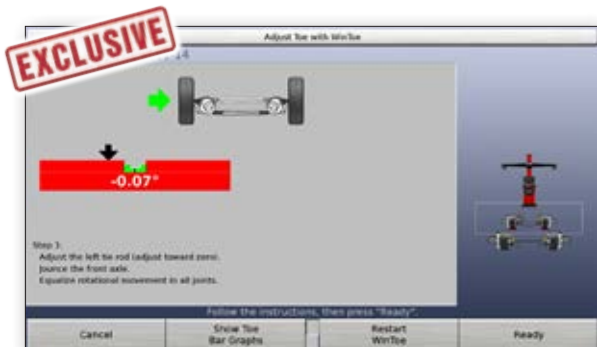 EXCLUSIVE
Adjust Toe with WinToe
14
-0.07°
Step 3:
Adjust the left tie rod (adjust toward zero).
Jounce the front axle.
Equalize rotational movement in all joints.
Follow the instructions, then press "Ready".
Cancel
Show Toe
Bar Graphs
Restart
WinToe
Ready